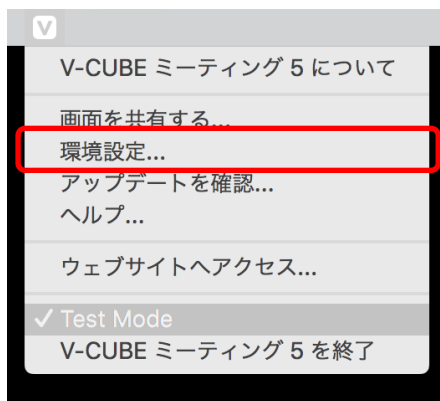 V
V-CUBE ミーティング 5 について
画面を共有する...
環境設定...
アップデートを確認...
ヘルプ...
ウェブサイトへアクセス...
✓ Test Mode
V-CUBE ミーティング 5 を終了